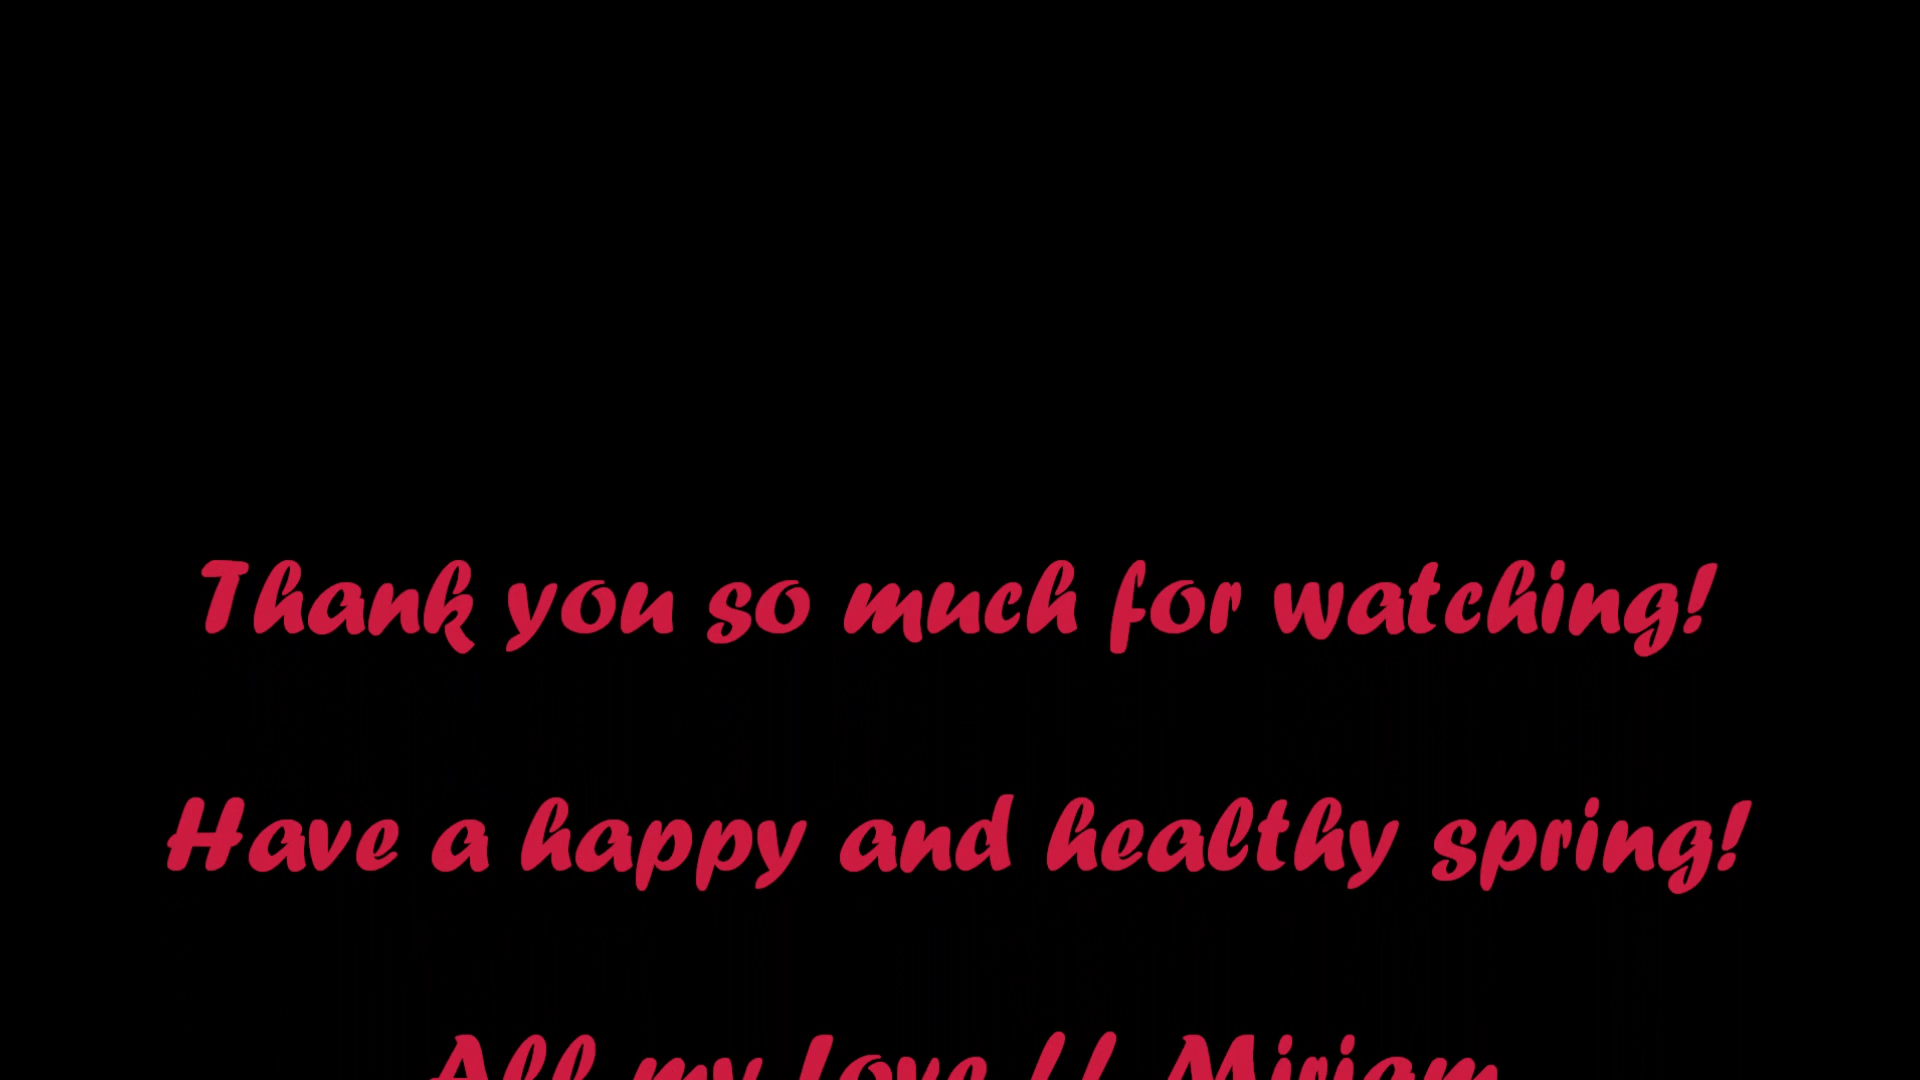 Thank you so much for watching!
Have a happy and healthy spring!
All my Love // Miriam